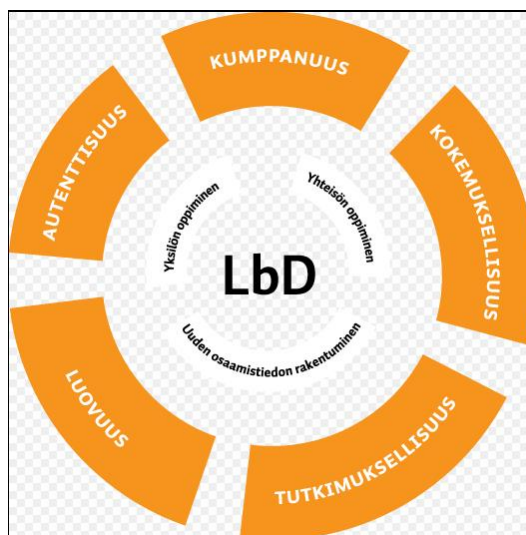 KUMPPANUUS
KOKEMUKSELLISUUS
TUTKIMUKSELLISUUS
LUOVUUS
AUTENTTISUUS
Yksilön oppiminen
Yhteisön oppiminen
LbD
Uuden osaamistiedon rakentuminen